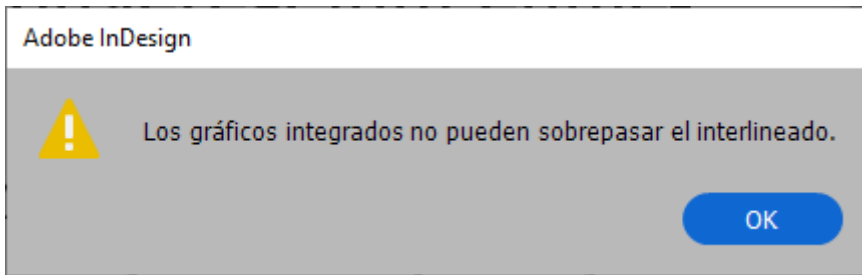 Adobe InDesign
Los gráficos integrados no pueden sobrepasar el interlineado.
OK